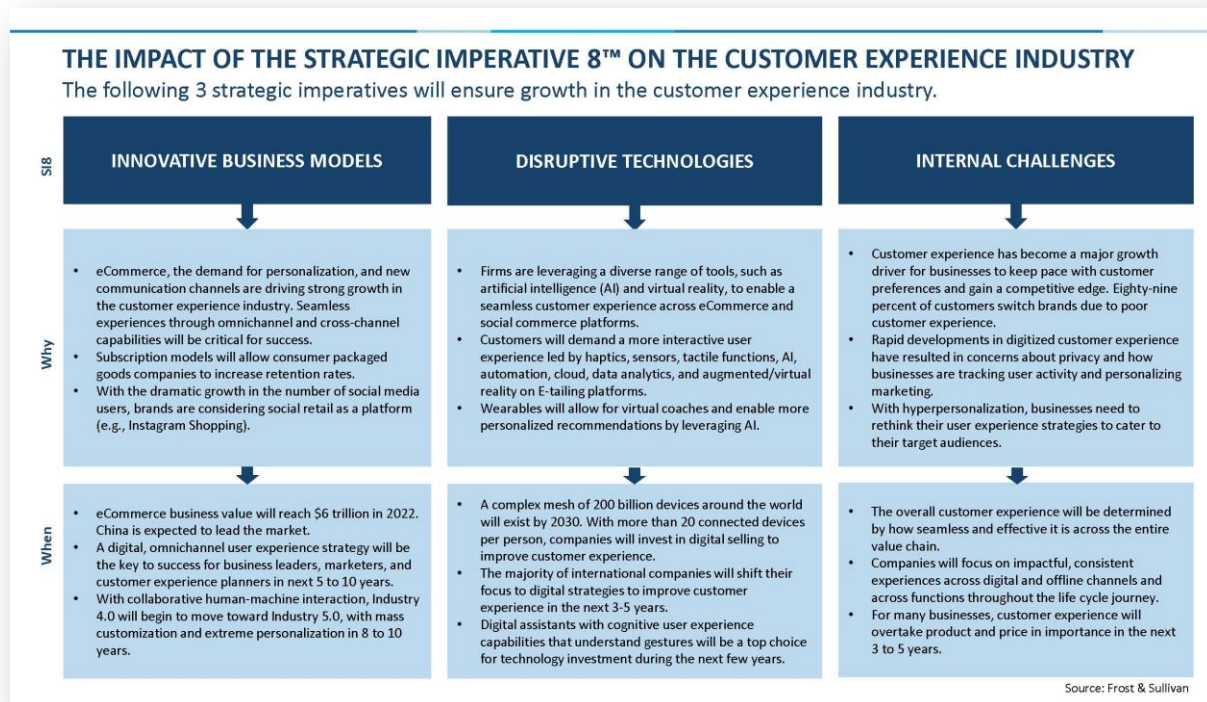 THE IMPACT OF THE STRATEGIC IMPERATIVE 8™ ON THE CUSTOMER EXPERIENCE INDUSTRY
The following 3 strategic imperatives will ensure growth in the customer experience industry.
SI8
INNOVATIVE BUSINESS MODELS
DISRUPTIVE TECHNOLOGIES
INTERNAL CHALLENGES
Why
• eCommerce, the demand for personalization, and new
communication channels are driving strong growth in
the customer experience industry. Seamless
experiences through omnichannel and cross-channel
capabilities will be critical for success.
• Subscription models will allow consumer packaged
goods companies to increase retention rates.
• With the dramatic growth in the number of social media
users, brands are considering social retail as a platform
(e.g., Instagram Shopping).
• Firms are leveraging a diverse range of tools, such as
artificial intelligence (AI) and virtual reality, to enable a
seamless customer experience across eCommerce and
social commerce platforms.
• Customers will demand a more interactive user
experience led by haptics, sensors, tactile functions, AI,
automation, cloud, data analytics, and augmented/virtual
reality on E-tailing platforms.
• Wearables will allow for virtual coaches and enable more
personalized recommendations by leveraging AI.
• Customer experience has become a major growth
driver for businesses to keep pace with customer
preferences and gain a competitive edge. Eighty-nine
percent of customers switch brands due to poor
customer experience.
• Rapid developments in digitized customer experience
have resulted in concerns about privacy and how
businesses are tracking user activity and personalizing
marketing.
• With hyperpersonalization, businesses need to
rethink their user experience strategies to cater to
their target audiences.
When
• eCommerce business value will reach $6 trillion in 2022.
China is expected to lead the market.
• A digital, omnichannel user experience strategy will be
the key to success for business leaders, marketers, and
customer experience planners in next 5 to 10 years.
• With collaborative human-machine interaction, Industry
4.0 will begin to move toward Industry 5.0, with mass
customization and extreme personalization in 8 to 10
years.
• A complex mesh of 200 billion devices around the world
will exist by 2030. With more than 20 connected devices
per person, companies will invest in digital selling to
improve customer experience.
• The majority of international companies will shift their
focus to digital strategies to improve customer
experience in the next 3-5 years.
• Digital assistants with cognitive user experience
capabilities that understand gestures will be a top choice
for technology investment during the next few years.
• The overall customer experience will be determined
by how seamless and effective it is across the entire
value chain.
• Companies will focus on impactful, consistent
experiences across digital and offline channels and
across functions throughout the life cycle journey.
• For many businesses, customer experience will
overtake product and price in importance in the next
3 to 5 years.
Source: Frost & Sullivan